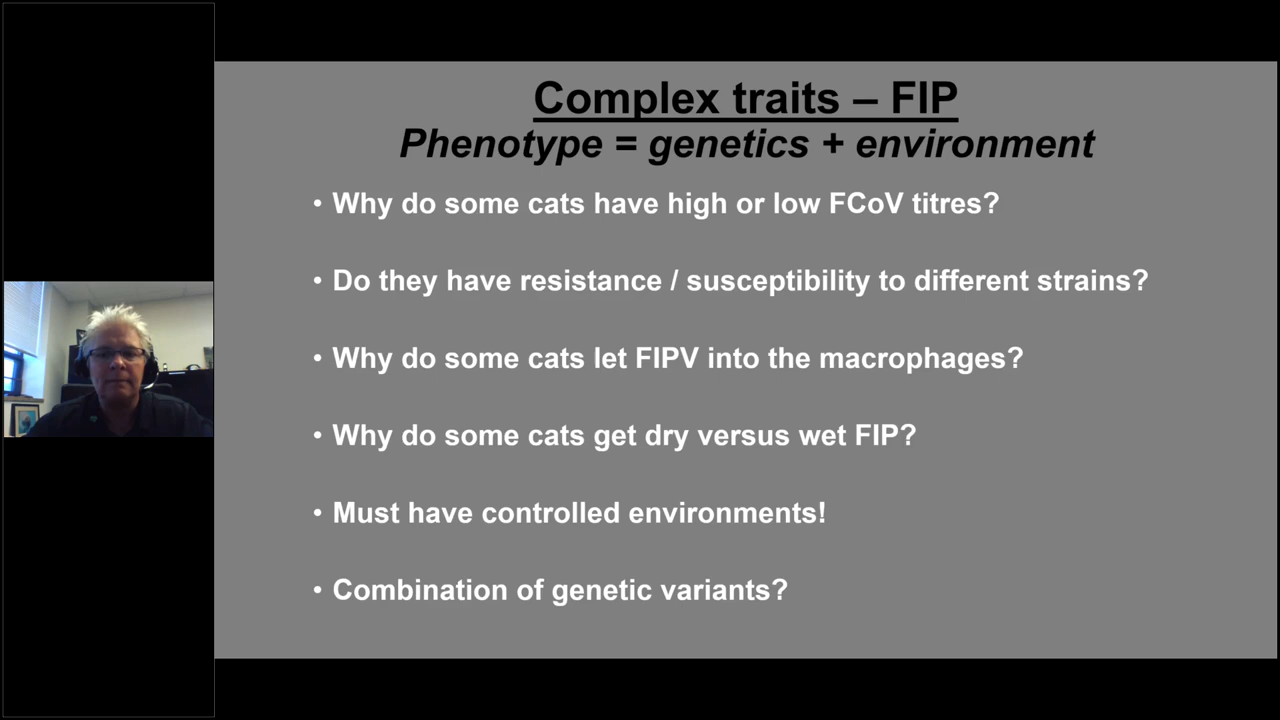 Complex traits – FIP
Phenotype = genetics + environment
• Why do some cats have high or low FCoV titres?
• Do they have resistance / susceptibility to different strains?
• Why do some cats let FIPV into the macrophages?
• Why do some cats get dry versus wet FIP?
• Must have controlled environments!
• Combination of genetic variants?